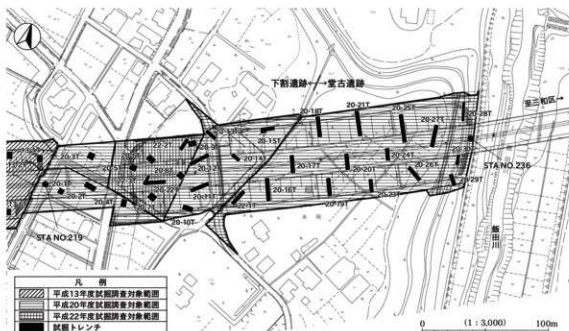 下割遺跡←→堂古遺跡
至三和区→
20-18T
20-21T
20-25T
20-28T
20-27T
20-15T
20-14T
20-17T
20-24T
20-26T
20-20T
20-16T
20-19T
20-23T
20-29T
20-3T
20-1T
20-2T
20-4T
20-10T
22-1T
STA NO.236
STA NO.219
飯田川
凡 例
平成13年度試掘調査対象範囲
平成20年度試掘調査対象範囲
平成22年度試掘調査対象範囲
試掘トレンチ
0 (1:3,000) 100m